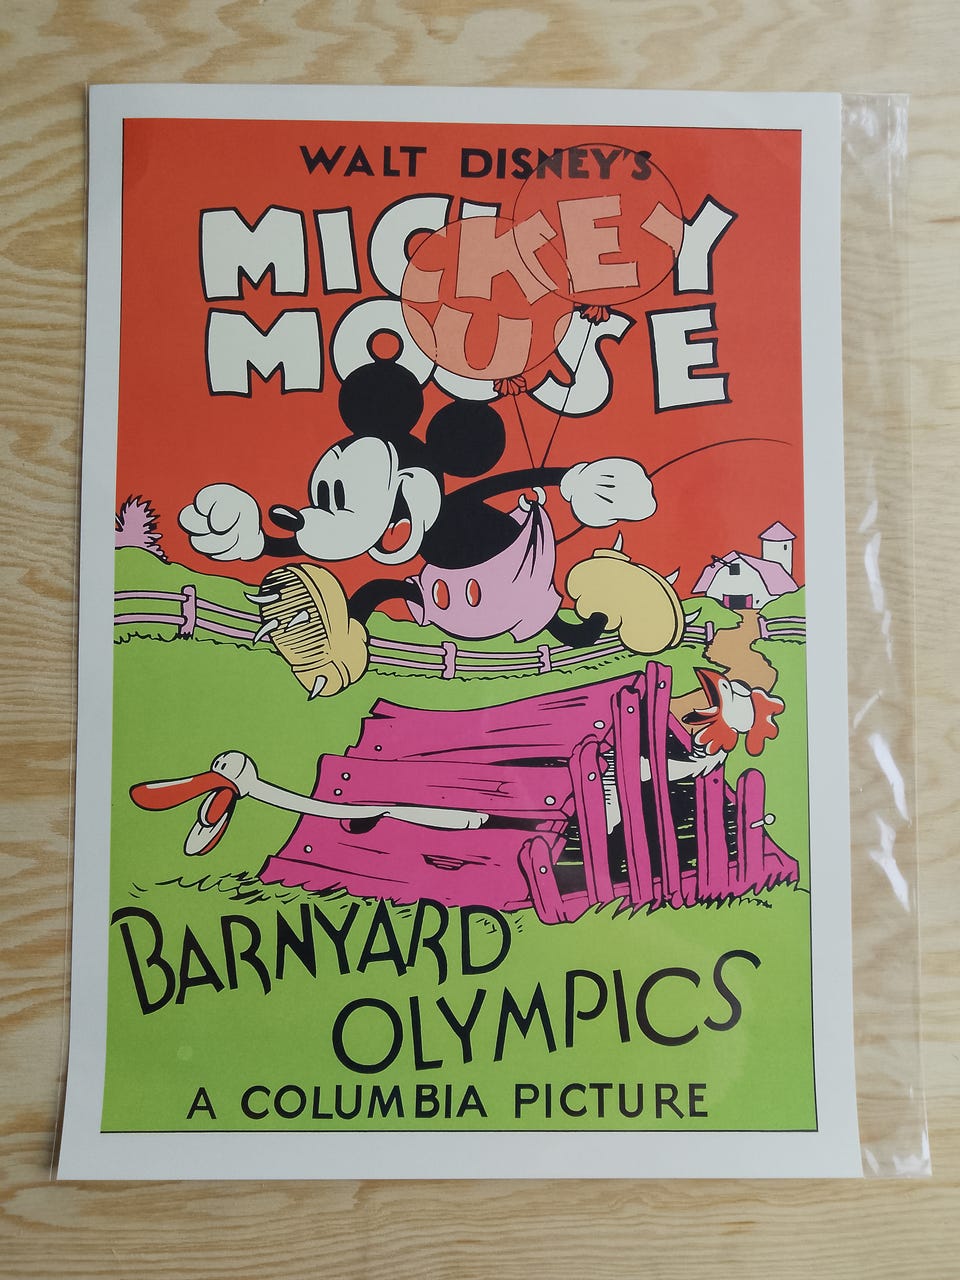 WALT DISNEY'S
MICKEY
MOUSE
BARNYARD
OLYMPICS
A COLUMBIA PICTURE